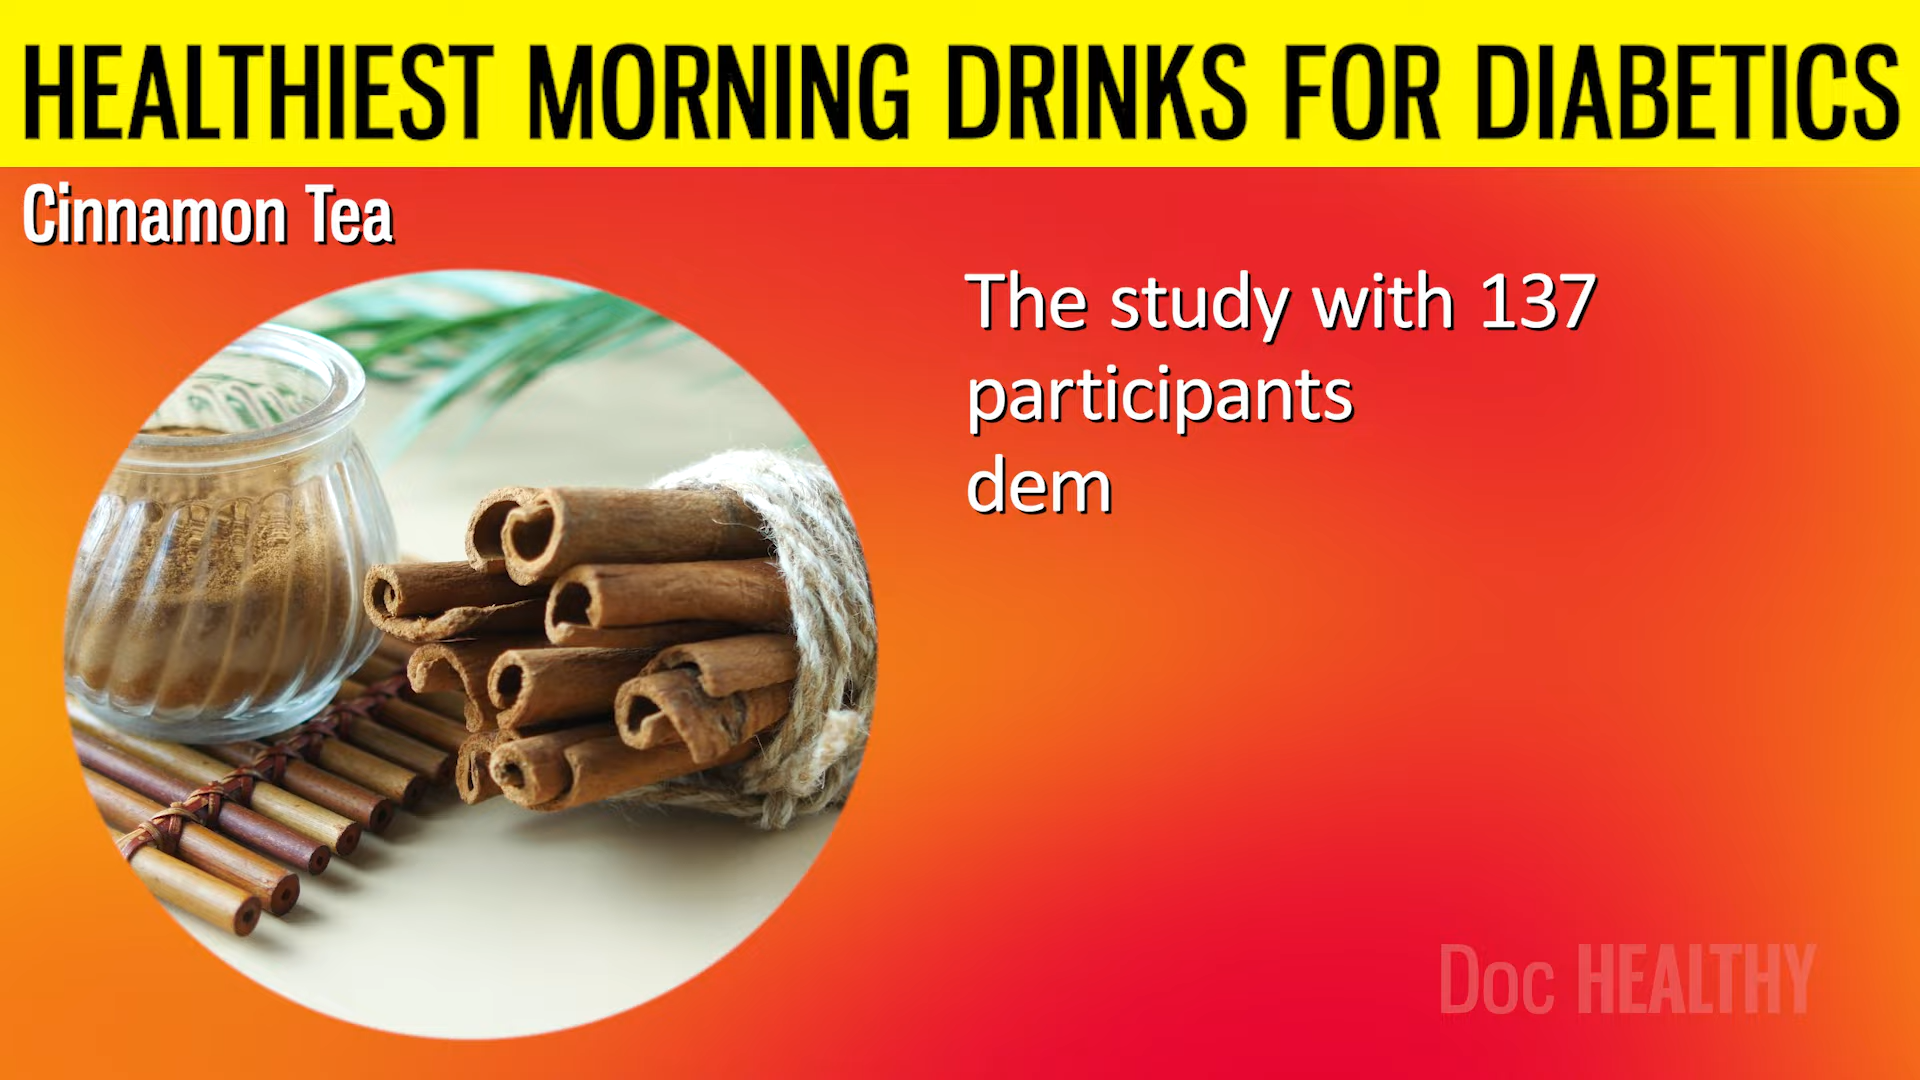 HEALTHIEST MORNING DRINKS FOR DIABETICS
Cinnamon Tea
The study with 137
participants
dem
Doc HEALTHY